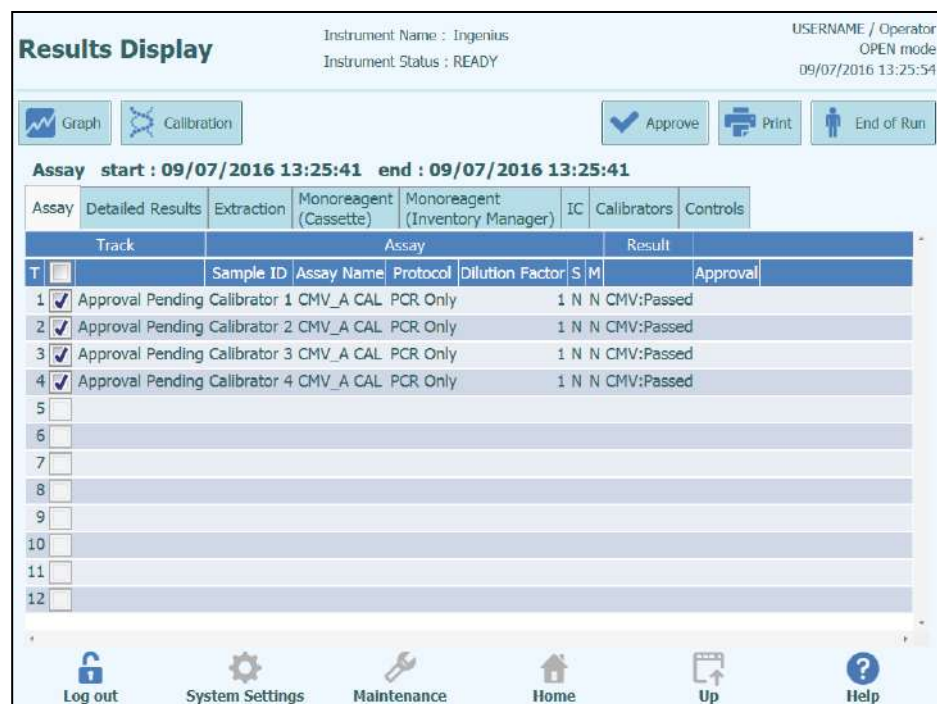 Results Display
Instrument Name : Ingenius
Instrument Status : READY
USERNAME / Operator
OPEN mode
09/07/2016 13:25:54
Graph
Calibration
Approve
Print
End of Run
Assay start : 09/07/2016 13:25:41 end : 09/07/2016 13:25:41
Assay
Detailed Results
Extraction
Monoreagent
(Cassette)
Monoreagent
(Inventory Manager)
IC
Calibrators
Controls
Track Assay Result
T Sample ID Assay Name Protocol Dilution Factor S M Approval
1 Approval Pending Calibrator 1 CMV_A CAL PCR Only 1 N N CMV:Passed
2 Approval Pending Calibrator 2 CMV_A CAL PCR Only 1 N N CMV:Passed
3 Approval Pending Calibrator 3 CMV_A CAL PCR Only 1 N N CMV:Passed
4 Approval Pending Calibrator 4 CMV_A CAL PCR Only 1 N N CMV:Passed
5
6
7
8
9
10
11
12
Log out
System Settings
Maintenance
Home
Up
? Help